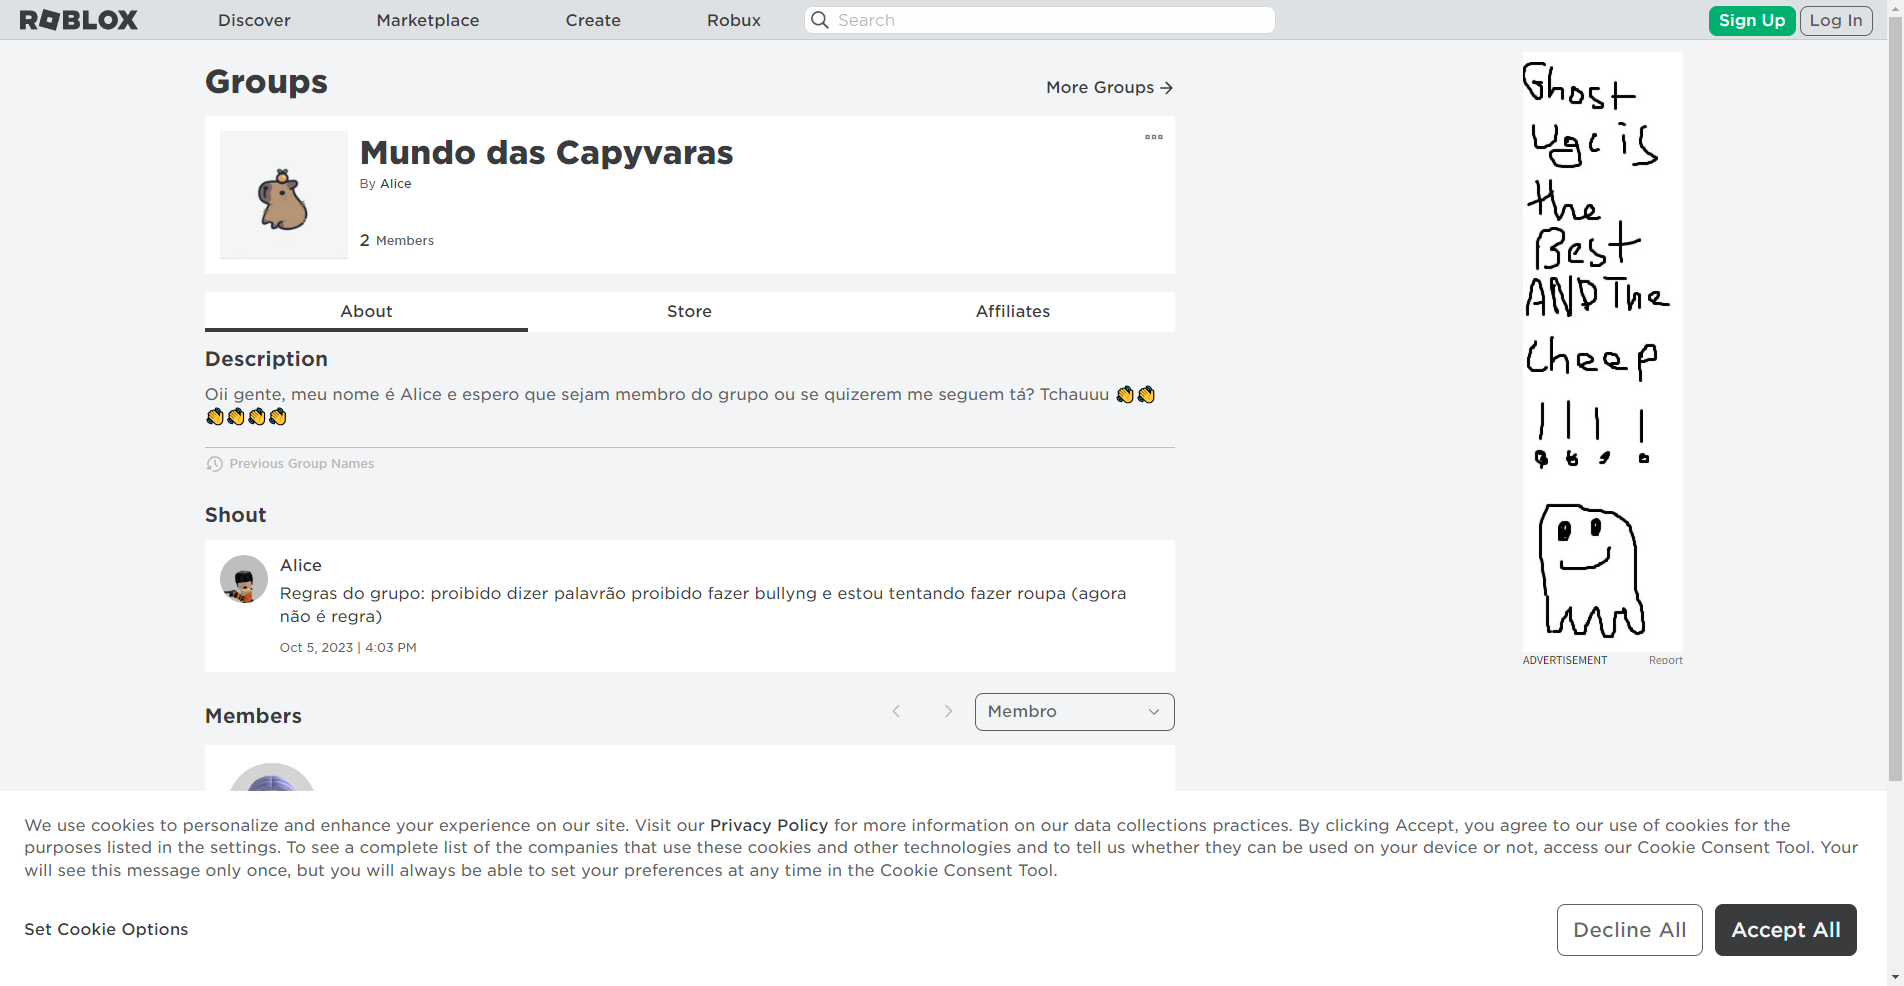 ROBLOX
Discover
Marketplace
Create
Robux
Search
Sign Up
Log In
Groups
More Groups
Mundo das Capyvaras
By Alice
2 Members
About
Store
Affiliates
Description
Oii gente, meu nome é Alice e espero que sejam membro do grupo ou se quizerem me seguem tá? Tchauuu 👏👏
👏👏👏👏
Previous Group Names
Shout
Alice
Regras do grupo: proibido dizer palavrão proibido fazer bullyng e estou tentando fazer roupa (agora
não é regra)
Oct 5, 2023 | 4:03 PM
Members
Membro
Ghost
Ugc is
the
Best
AND The
cheep
!!!!
ADVERTISEMENT
Report
We use cookies to personalize and enhance your experience on our site. Visit our Privacy Policy for more information on our data collections practices. By clicking Accept, you agree to our use of cookies for the
purposes listed in the settings. To see a complete list of the companies that use these cookies and other technologies and to tell us whether they can be used on your device or not, access our Cookie Consent Tool. Your
will see this message only once, but you will always be able to set your preferences at any time in the Cookie Consent Tool.
Set Cookie Options
Decline All
Accept All